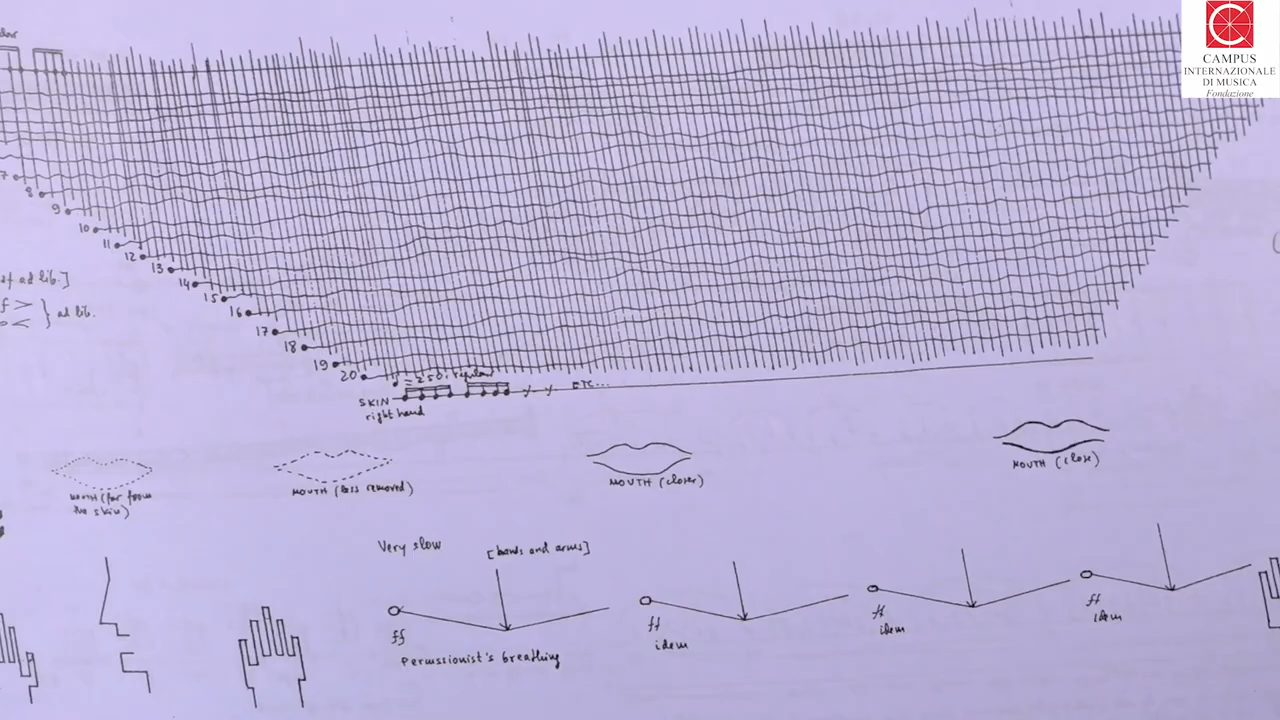 CAMPUS
INTERNAZIONALE
DI MUSICA
Fondazione
7
8
9
10
11
12
13
14
15
16
17
18
19
20
ad lib.]
f > } ad lib.
= 250. regular
SKIN
right hand
ETC...
MOUTH (far from
the skin)
MOUTH (less removed)
MOUTH (closer)
MOUTH (close)
Very slow
[hands and arms]
ff
ff
idem
ff
idem
ff
idem
Percussionist's breathing